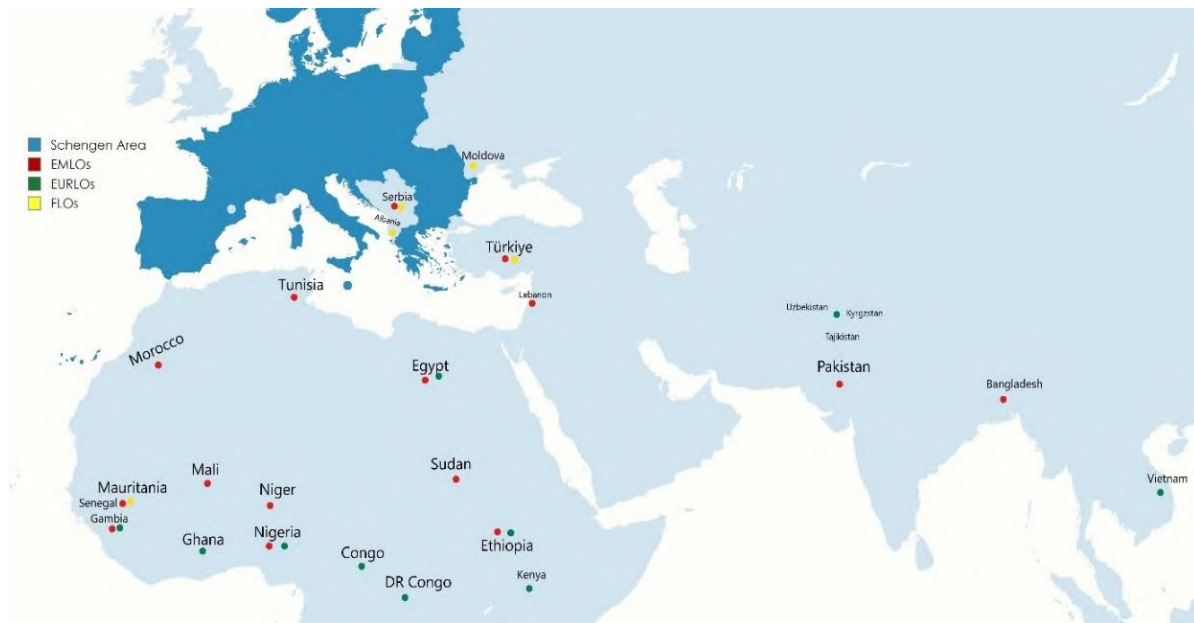 Schengen Area
EMLOs
EURLOs
FLOs
Moldova
Serbia
Albania
Türkiye
Tunisia
Lebanon
Uzbekistan
Kyrgzstan
Tajikistan
Morocco
Egypt
Pakistan
Bangladesh
Mali
Sudan
Mauritania
Niger
Vietnam
Senegal
Gambia
Ghana
Nigeria
Ethiopia
Congo
DR Congo
Kenya